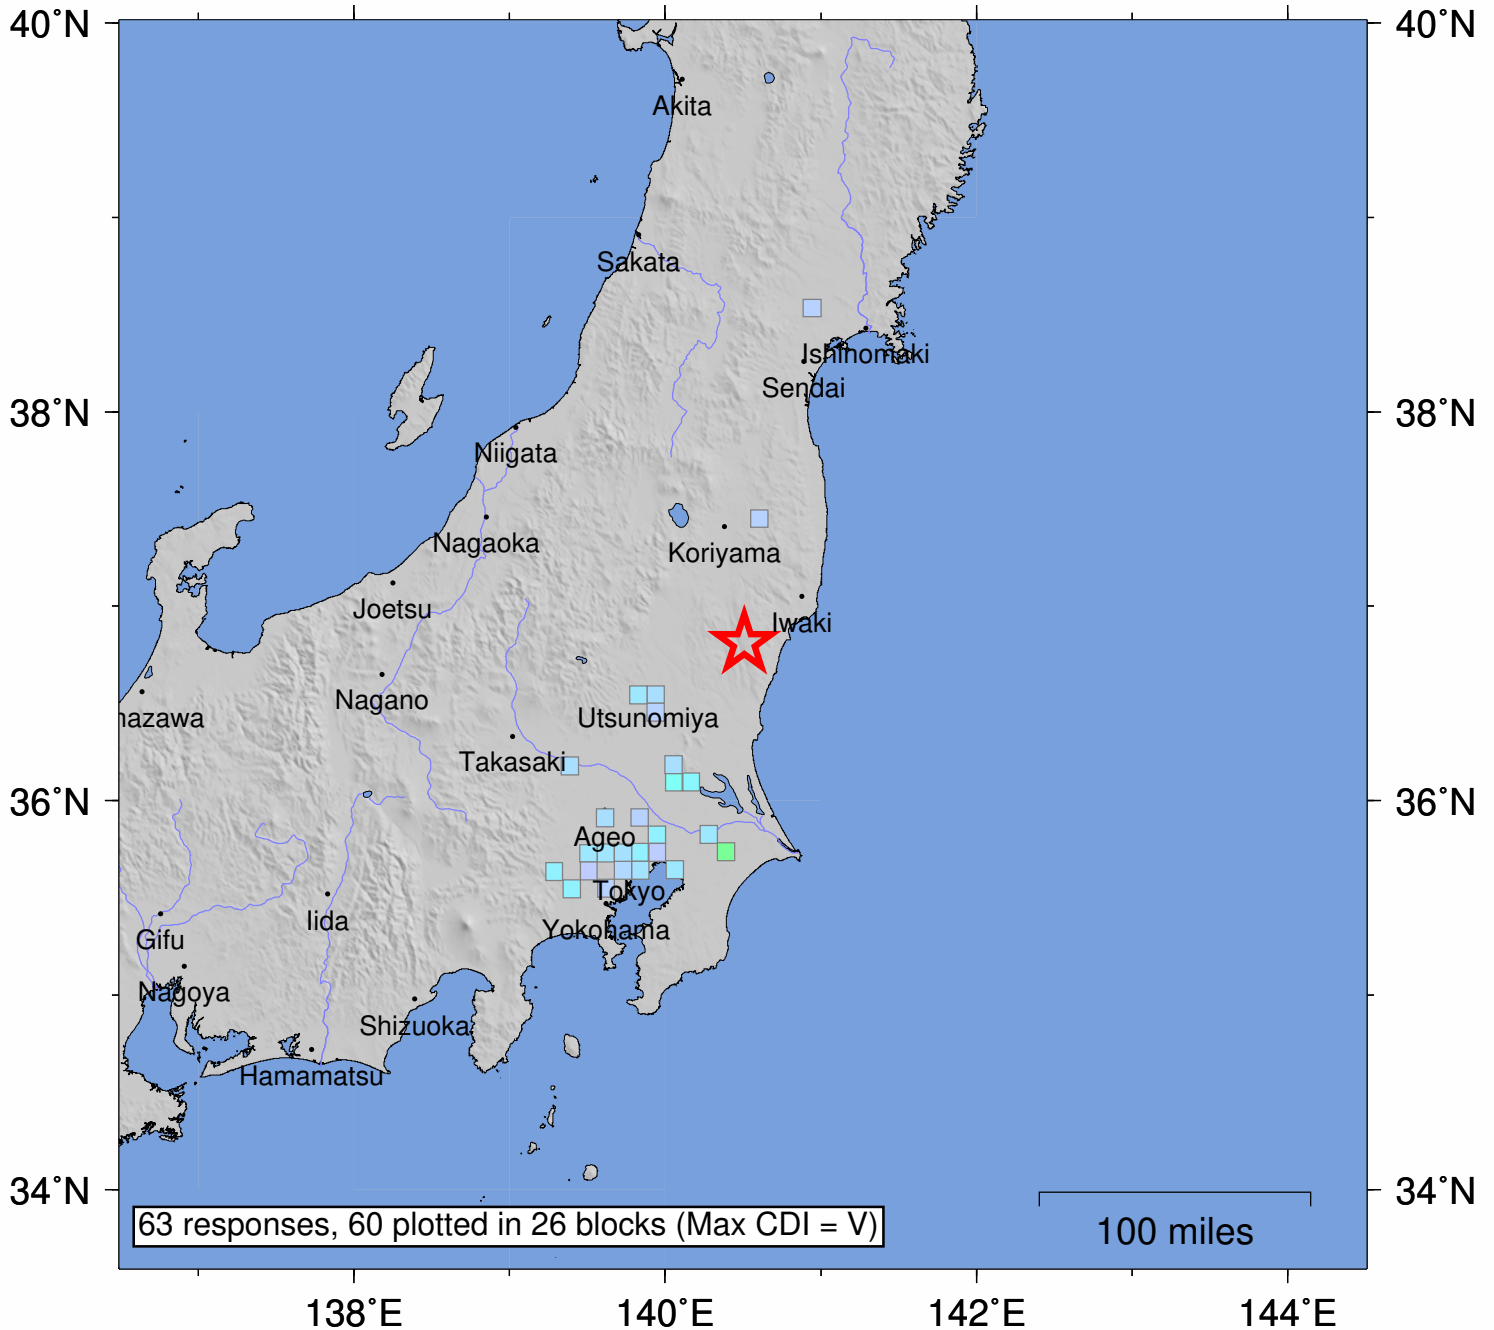 40˚N
40˚N
Akita
Sakata
Ishinomaki
Sendai
38˚N
38˚N
Niigata
Nagaoka
Koriyama
Joetsu
Iwaki
Nagano
nazawa
Utsunomiya
Takasaki
36˚N
36˚N
Ageo
Tokyo
Iida
Yokohama
Gifu
Nagoya
Shizuoka
Hamamatsu
34˚N
34˚N
63 responses, 60 plotted in 26 blocks (Max CDI = V)
100 miles
138˚E
140˚E
142˚E
144˚E